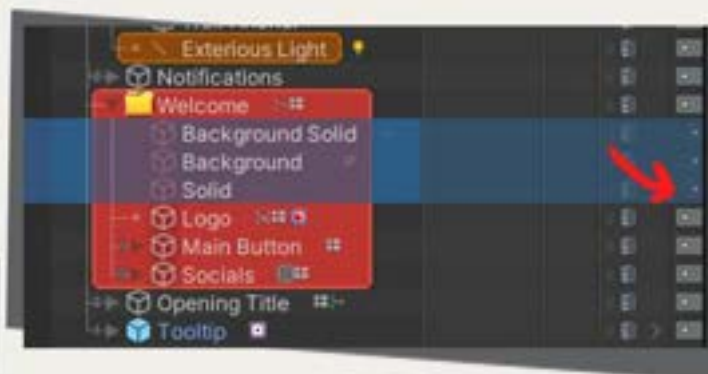 Exterious Light
Notifications
Welcome
Background Solid
Background
Solid
Logo
Main Button
Socials
Opening Title
Tooltip